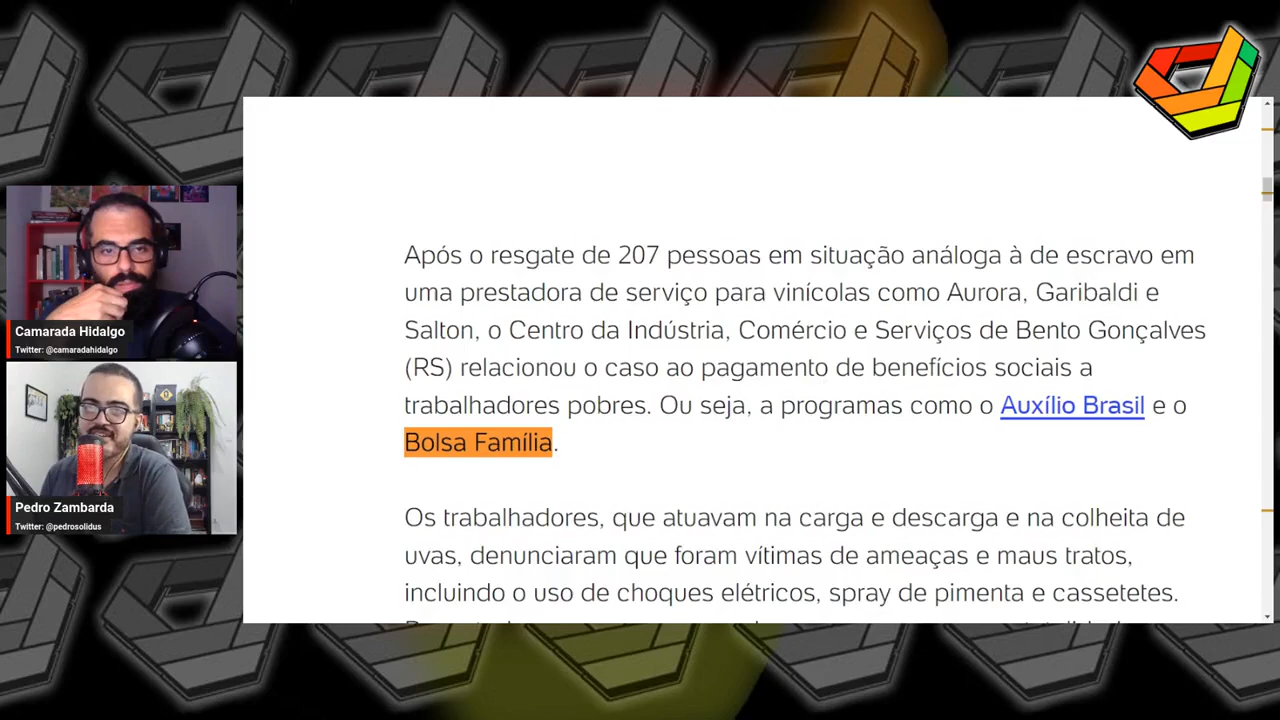 Após o resgate de 207 pessoas em situação análoga à de escravo em
uma prestadora de serviço para vinícolas como Aurora, Garibaldi e
Salton, o Centro da Indústria, Comércio e Serviços de Bento Gonçalves
(RS) relacionou o caso ao pagamento de benefícios sociais a
trabalhadores pobres. Ou seja, a programas como o Auxílio Brasil e o
Bolsa Família.
Os trabalhadores, que atuavam na carga e descarga e na colheita de
uvas, denunciaram que foram vítimas de ameaças e maus tratos,
incluindo o uso de choques elétricos, spray de pimenta e cassetetes.
Camarada Hidalgo
Twitter: @camaradahidalgo
Pedro Zambarda
Twitter: @pedrosolidus